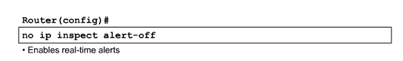 Router(config)#
no ip inspect alert-off
• Enables real-time alerts